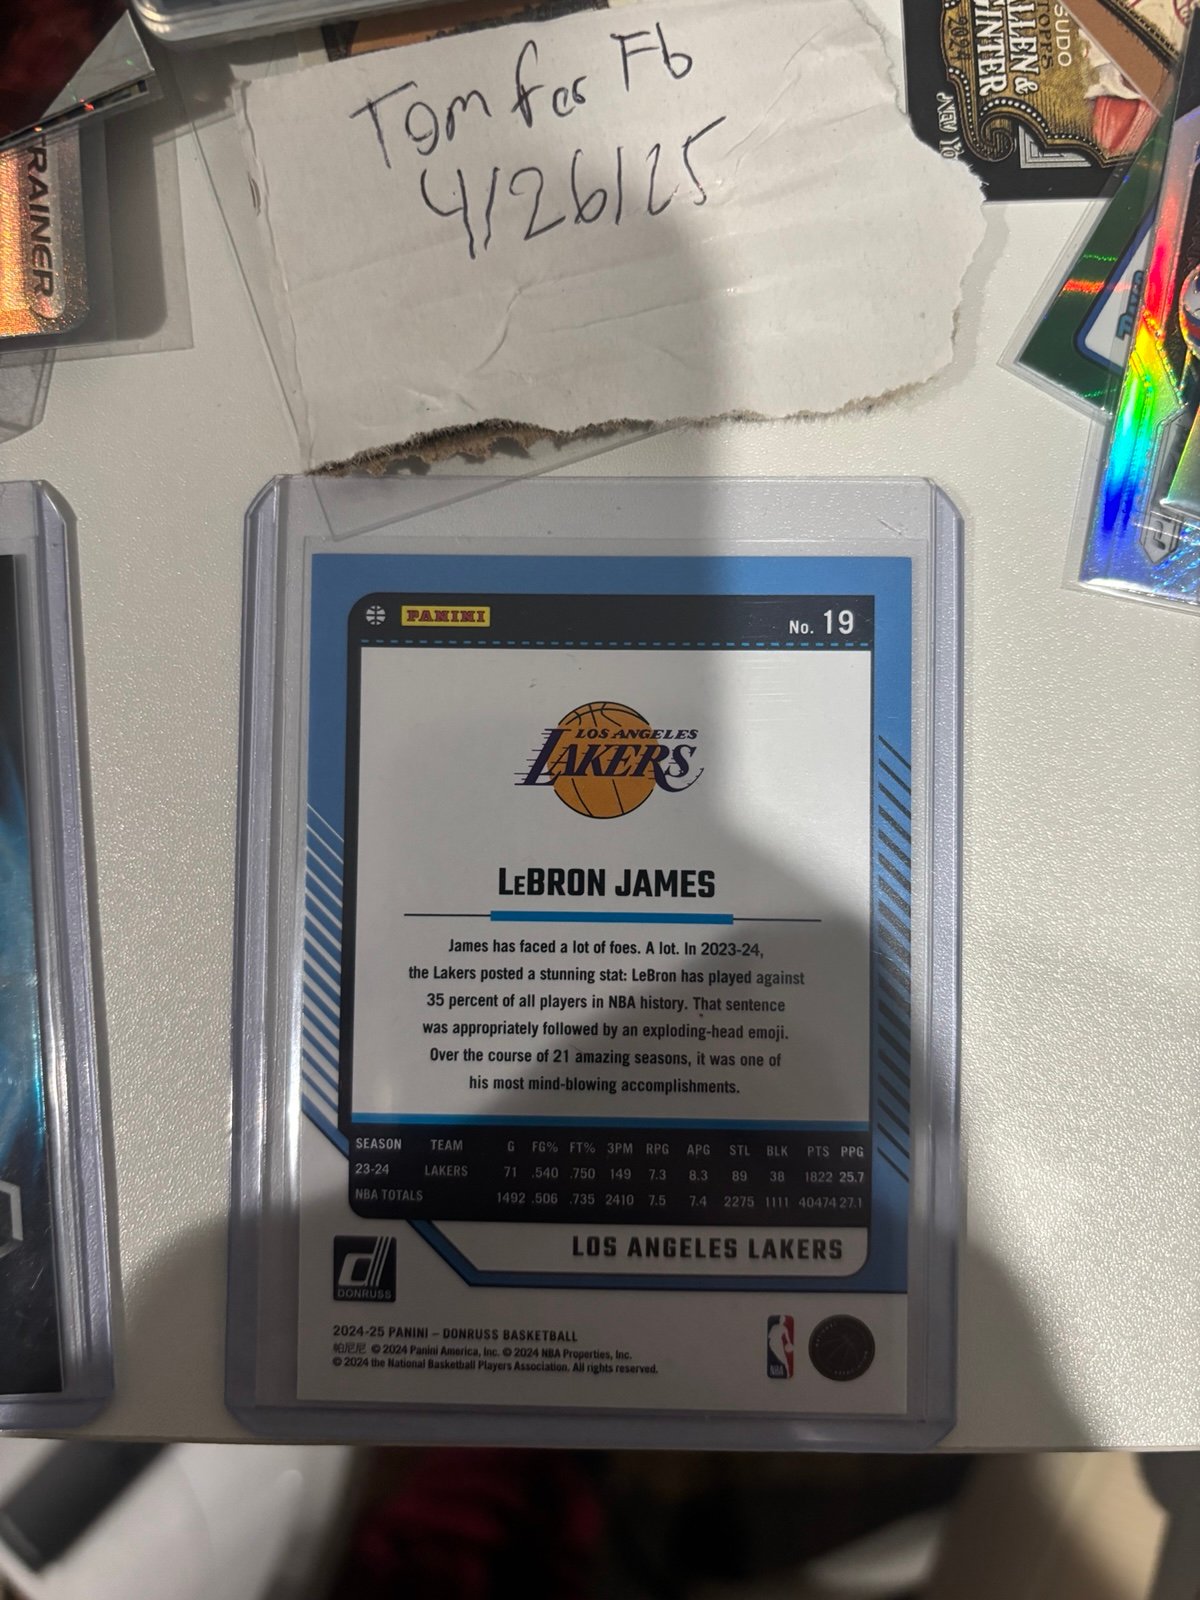 Tom for Fb
4/26/25
TRAINER
TOPPS
ALLEN &
GINTER
2024
PANINI
No. 19
LOS ANGELES
LAKERS
LeBRON JAMES
James has faced a lot of foes. A lot. In 2023-24,
the Lakers posted a stunning stat: LeBron has played against
35 percent of all players in NBA history. That sentence
was appropriately followed by an exploding-head emoji.
Over the course of 21 amazing seasons, it was one of
his most mind-blowing accomplishments.
SEASON TEAM G FG% FT% 3PM RPG APG STL BLK PTS PPG
23-24 LAKERS 71 .540 .750 149 7.3 8.3 89 38 1822 25.7
NBA TOTALS 1492 .506 .735 2410 7.5 7.4 2275 1111 40474 27.1
LOS ANGELES LAKERS
d
DONRUSS
2024-25 PANINI – DONRUSS BASKETBALL
帕尼尼 © 2024 Panini America, Inc. © 2024 NBA Properties, Inc.
© 2024 the National Basketball Players Association. All rights reserved.
NBA